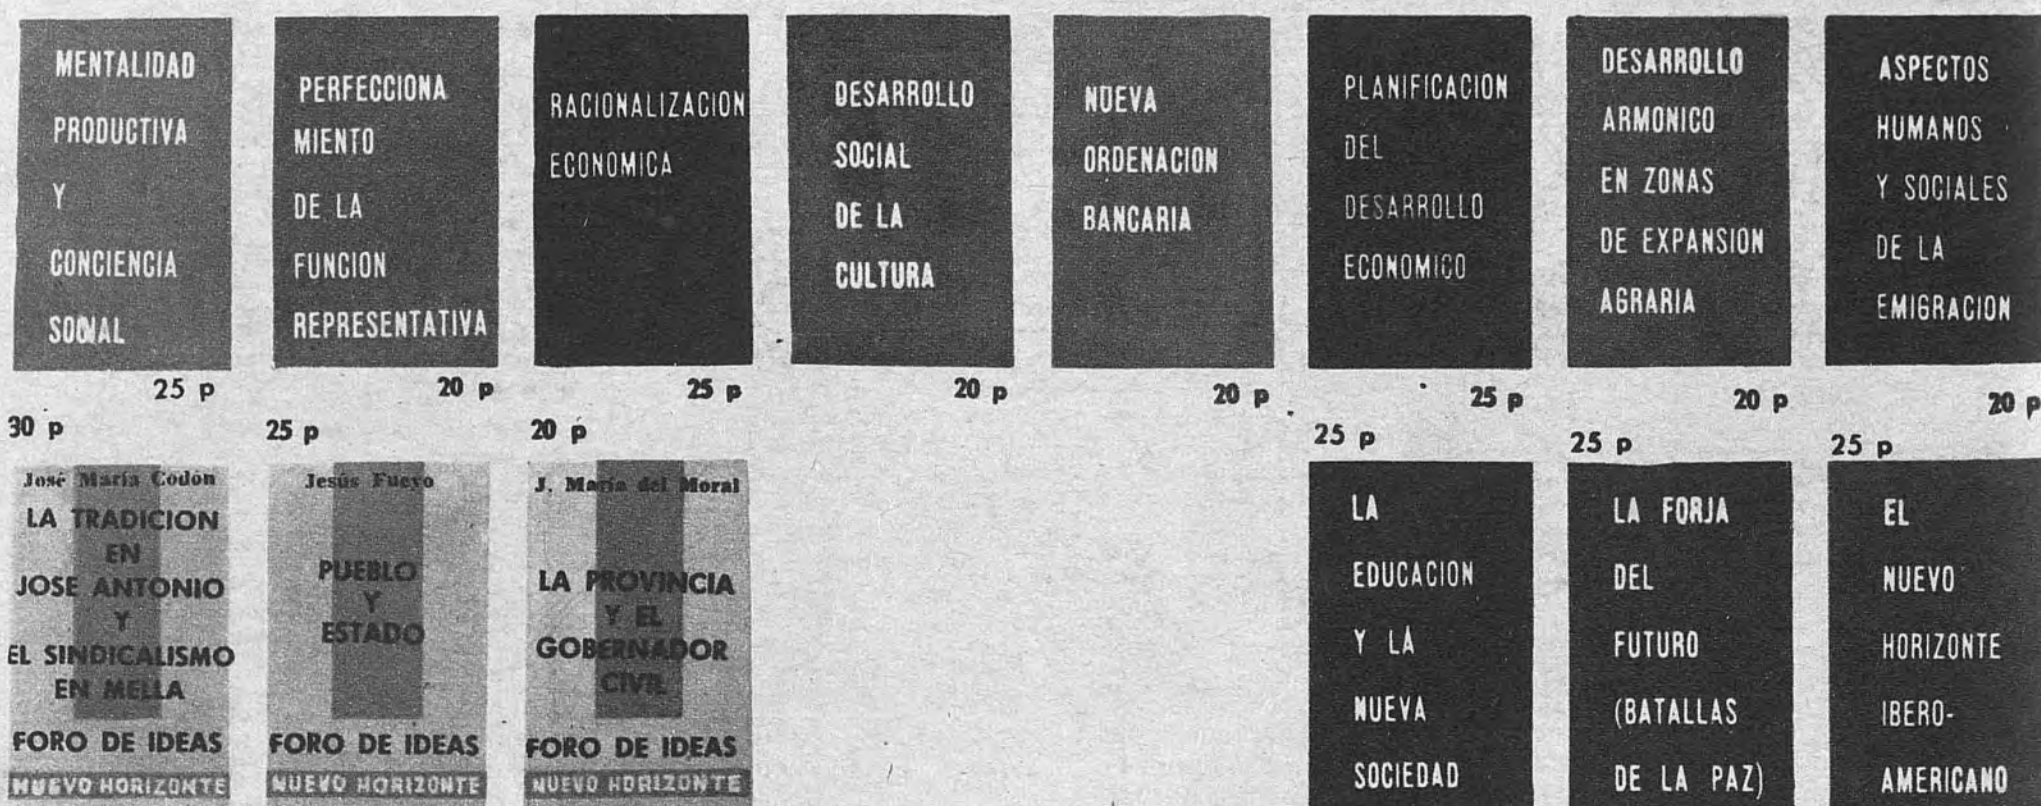 MENTALIDAD
PRODUCTIVA
Y
CONCIENCIA
SOCIAL
25 p
PERFECCIONA
MIENTO
DE LA
FUNCION
REPRESENTATIVA
20 p
RACIONALIZACION
ECONOMICA
25 p
DESARROLLO
SOCIAL
DE LA
CULTURA
20 p
NUEVA
ORDENACION
BANCARIA
20 p
PLANIFICACION
DEL
DESARROLLO
ECONOMICO
25 p
DESARROLLO
ARMONICO
EN ZONAS
DE EXPANSION
AGRARIA
20 p
ASPECTOS
HUMANOS
Y SOCIALES
DE LA
EMIGRACION
20 p
30 p
José María Codón
LA TRADICION
EN
JOSE ANTONIO
Y
EL SINDICALISMO
EN MELLA
FORO DE IDEAS
NUEVO HORIZONTE
25 p
Jesús Fueyo
PUEBLO
Y
ESTADO
FORO DE IDEAS
NUEVO HORIZONTE
20 p
J. María del Moral
LA PROVINCIA
Y EL
GOBERNADOR
CIVIL
FORO DE IDEAS
NUEVO HORIZONTE
25 p
LA
EDUCACION
Y LA
NUEVA
SOCIEDAD
25 p
LA FORJA
DEL
FUTURO
(BATALLAS
DE LA PAZ)
25 p
EL
NUEVO
HORIZONTE
IBERO-
AMERICANO